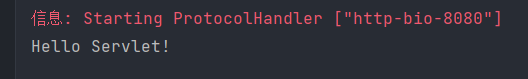 信息: Starting ProtocolHandler ["http-bio-8080"]
Hello Servlet!